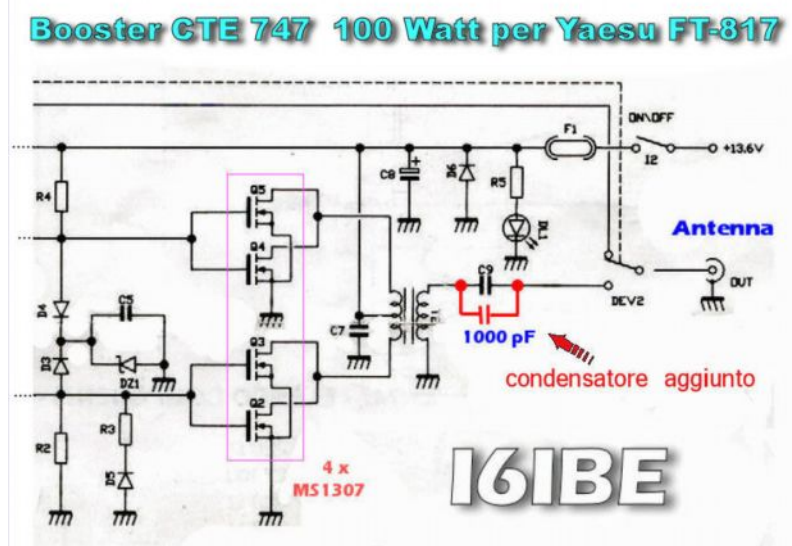 Booster CTE 747 100 Watt per Yaesu FT-817
ON\OFF
F1
I2
+13.6V
C8
+
D6
R5
DL1
R4
Q5
Q4
Antenna
OUT
DEV2
C9
1000 pF
condensatore aggiunto
D4
C5
D3
DZ1
C7
Q3
Q2
R2
R3
D5
4 x
MS1307
I6IBE